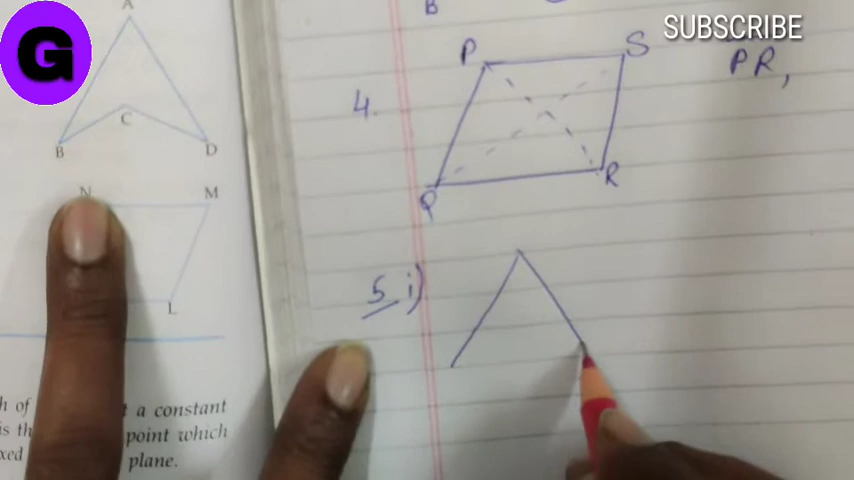 G
SUBSCRIBE
A
C
B
D
N
M
L
t a constant
point which
plane.
B
4.
P
S
Q
R
PR,
5 i)